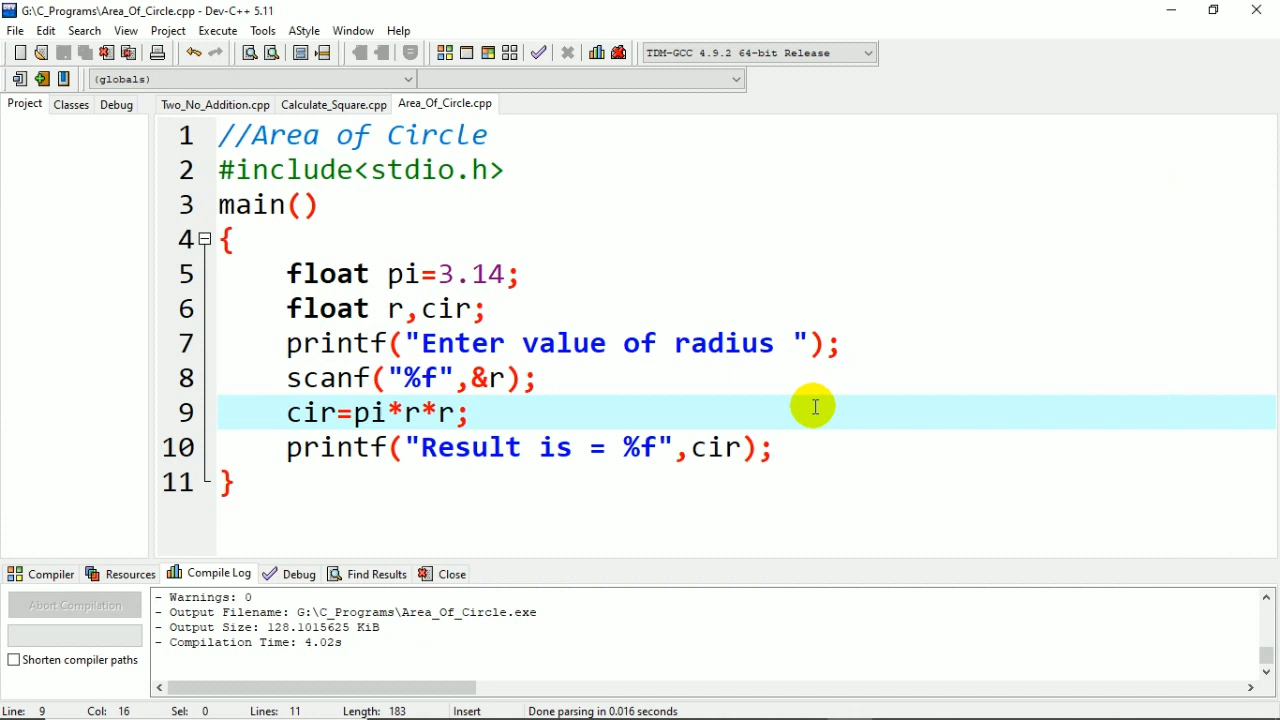 G:\C_Programs\Area_Of_Circle.cpp - Dev-C++ 5.11
File Edit Search View Project Execute Tools AStyle Window Help
TDM-GCC 4.9.2 64-bit Release
(globals)
Project Classes Debug Two_No_Addition.cpp Calculate_Square.cpp Area_Of_Circle.cpp
1 //Area of Circle
2 #include<stdio.h>
3 main()
4 {
5 float pi=3.14;
6 float r,cir;
7 printf("Enter value of radius ");
8 scanf("%f",&r);
9 cir=pi*r*r;
10 printf("Result is = %f",cir);
11 }
Compiler Resources Compile Log Debug Find Results Close
Abort Compilation
Shorten compiler paths
- Warnings: 0
- Output Filename: G:\C_Programs\Area_Of_Circle.exe
- Output Size: 128.1015625 KiB
- Compilation Time: 4.02s
Line: 9 Col: 16 Sel: 0 Lines: 11 Length: 183 Insert Done parsing in 0.016 seconds